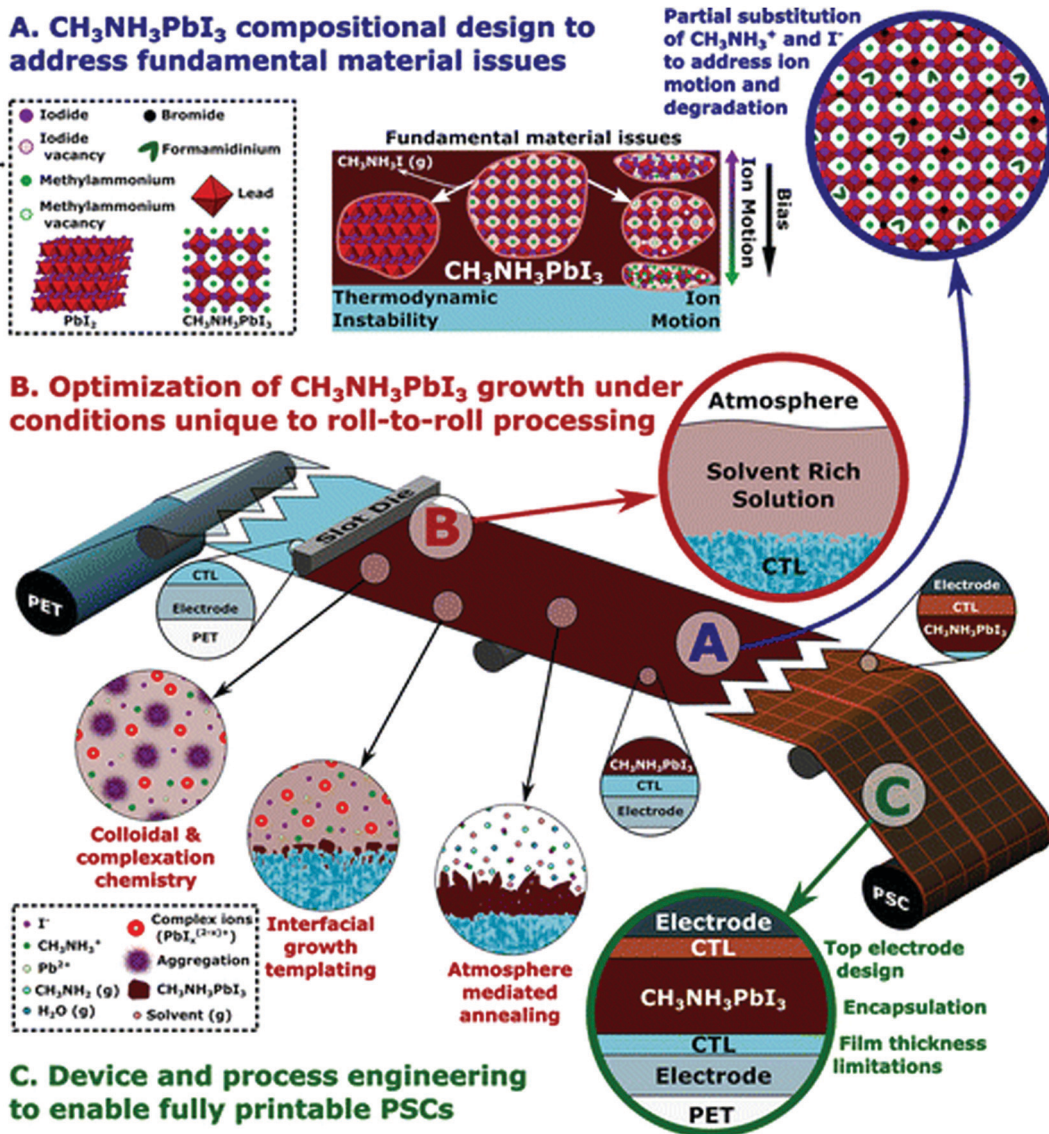 A. CH₃NH₃PbI₃ compositional design to
address fundamental material issues
Partial substitution
of CH₃NH₃⁺ and I⁻
to address ion
motion and
degradation
Iodide
Iodide
vacancy
Methylammonium
Methylammonium
vacancy
Bromide
Formamidinium
Lead
PbI₂
CH₃NH₃PbI₃
Fundamental material issues
CH₃NH₃I (g)
CH₃NH₃PbI₃
Thermodynamic
Instability
Ion
Motion
Ion Motion
Bias
B. Optimization of CH₃NH₃PbI₃ growth under
conditions unique to roll-to-roll processing
Atmosphere
Solvent Rich
Solution
CTL
Slot Die
B
PET
CTL
Electrode
PET
A
Electrode
CTL
CH₃NH₃PbI₃
CH₃NH₃PbI₃
CTL
Electrode
C
PSC
Colloidal &
complexation
chemistry
Interfacial
growth
templating
Atmosphere
mediated
annealing
I⁻
CH₃NH₃⁺
Pb²⁺
CH₃NH₂ (g)
H₂O (g)
Complex ions
(PbIₓ⁽²⁻ˣ⁾⁺)
Aggregation
CH₃NH₃PbI₃
Solvent (g)
Electrode
CTL
CH₃NH₃PbI₃
CTL
Electrode
PET
Top electrode
design
Encapsulation
Film thickness
limitations
C. Device and process engineering
to enable fully printable PSCs